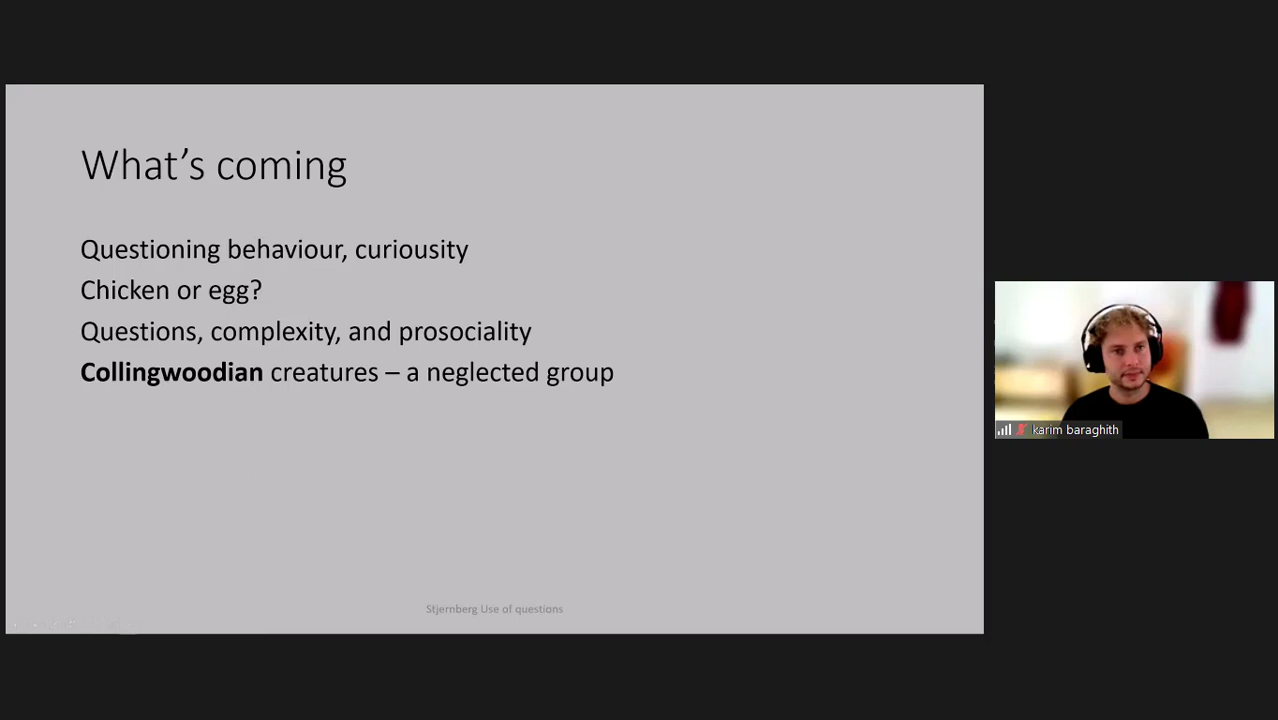 What's coming
Questioning behaviour, curiousity
Chicken or egg?
Questions, complexity, and prosociality
Collingwoodian creatures – a neglected group
Stjernberg Use of questions
karim baraghith